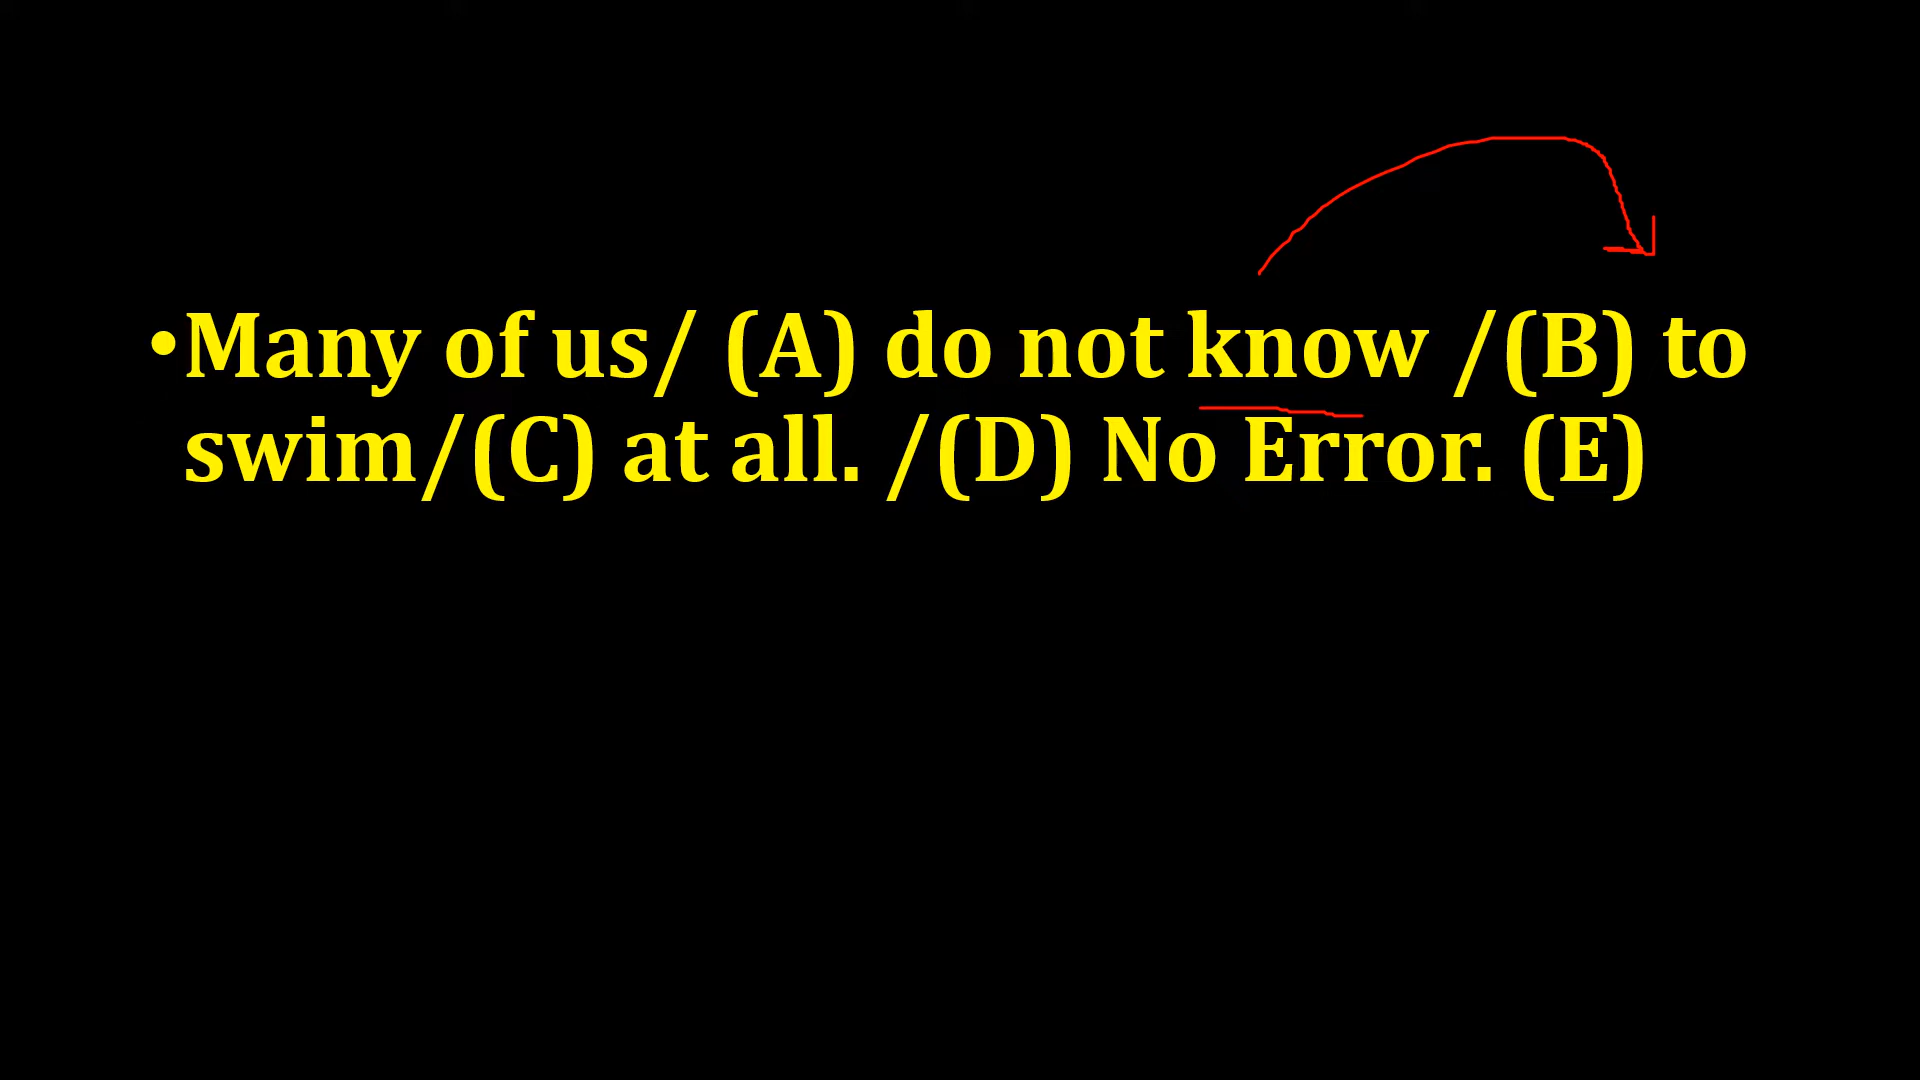 •Many of us/ (A) do not know /(B) to
swim/(C) at all. /(D) No Error. (E)